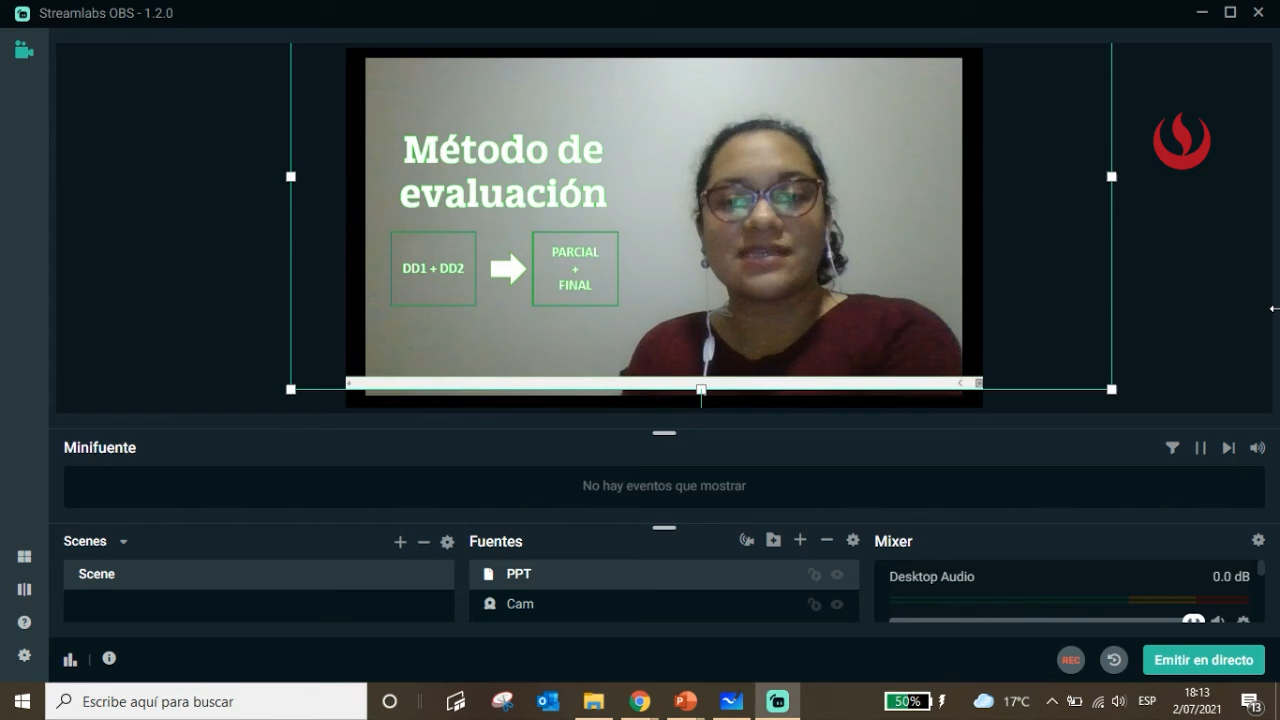 Streamlabs OBS - 1.2.0
Método de
evaluación
DD1 + DD2
PARCIAL
+
FINAL
Minifuente
No hay eventos que mostrar
Scenes
Fuentes
Mixer
Scene
PPT
Desktop Audio
0.0 dB
Cam
REC
Emitir en directo
Escribe aquí para buscar
50%
17°C
ESP
18:13
2/07/2021
13